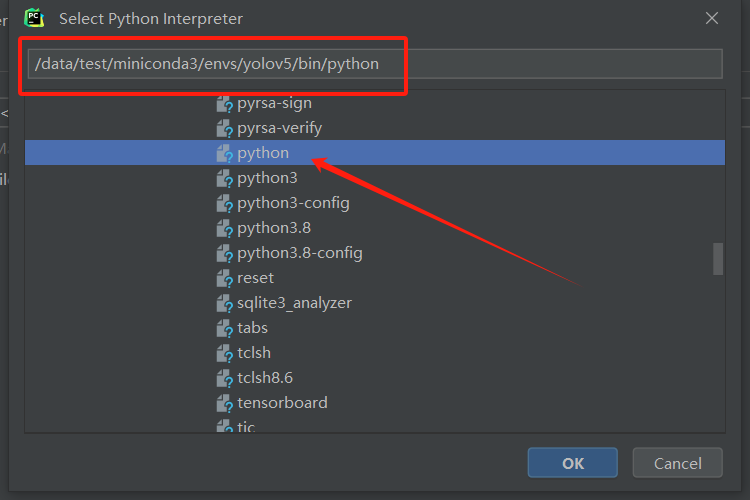 PC
Select Python Interpreter
/data/test/miniconda3/envs/yolov5/bin/python
pyrsa-sign
pyrsa-verify
python
python3
python3-config
python3.8
python3.8-config
reset
sqlite3_analyzer
tabs
tclsh
tclsh8.6
tensorboard
tic
OK
Cancel